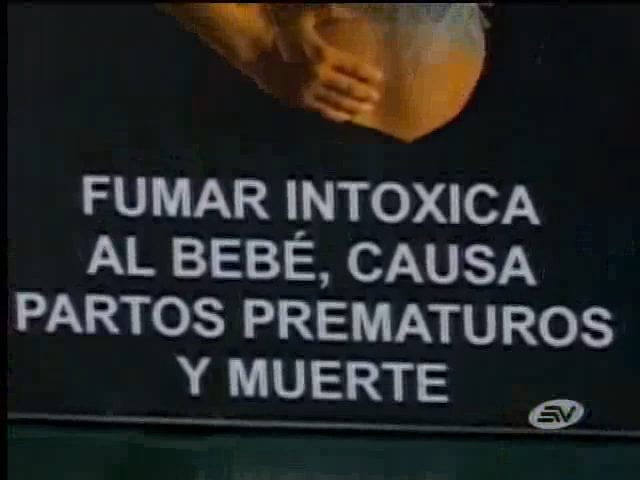 FUMAR INTOXICA
AL BEBÉ, CAUSA
PARTOS PREMATUROS
Y MUERTE